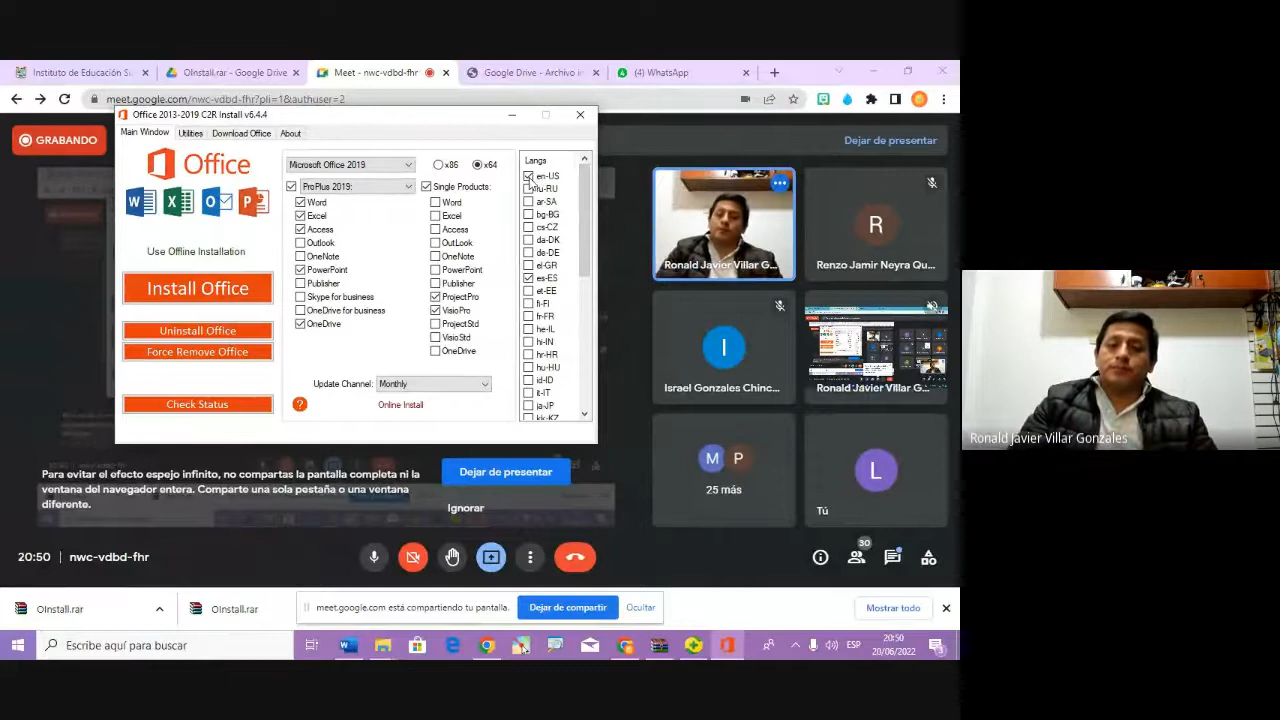 Instituto de Educación Su
OInstall.rar - Google Drive
Meet - nwc-vdbd-fhr
Google Drive - Archivo in
(4) WhatsApp
meet.google.com/nwc-vdbd-fhr?pli=1&authuser=2
GRABANDO
Office 2013-2019 C2R Install v6.4.4
Main Window
Utilities
Download Office
About
Office
Use Offline Installation
Install Office
Uninstall Office
Force Remove Office
Check Status
Microsoft Office 2019
x86
x64
ProPlus 2019:
Word
Excel
Access
Outlook
OneNote
PowerPoint
Publisher
Skype for business
OneDrive for business
OneDrive
Single Products:
Word
Excel
Access
OutLook
OneNote
PowerPoint
Publisher
ProjectPro
VisioPro
ProjectStd
VisioStd
OneDrive
Update Channel:
Monthly
Online Install
Langs
en-US
ru-RU
ar-SA
bg-BG
cs-CZ
da-DK
de-DE
el-GR
es-ES
et-EE
fi-FI
fr-FR
he-IL
hi-IN
hr-HR
hu-HU
id-ID
it-IT
ja-JP
kk-KZ
Dejar de presentar
Ronald Javier Villar G...
Renzo Jamir Neyra Qu...
Israel Gonzales Chinc...
Ronald Javier Villar G...
M
P
25 más
R
I
L
Tú
Ronald Javier Villar Gonzales
Para evitar el efecto espejo infinito, no compartas la pantalla completa ni la
ventana del navegador entera. Comparte una sola pestaña o una ventana
diferente.
Dejar de presentar
Ignorar
20:50
nwc-vdbd-fhr
30
OInstall.rar
OInstall.rar
meet.google.com está compartiendo tu pantalla.
Dejar de compartir
Ocultar
Mostrar todo
Escribe aquí para buscar
ESP
20:50
20/06/2022
3